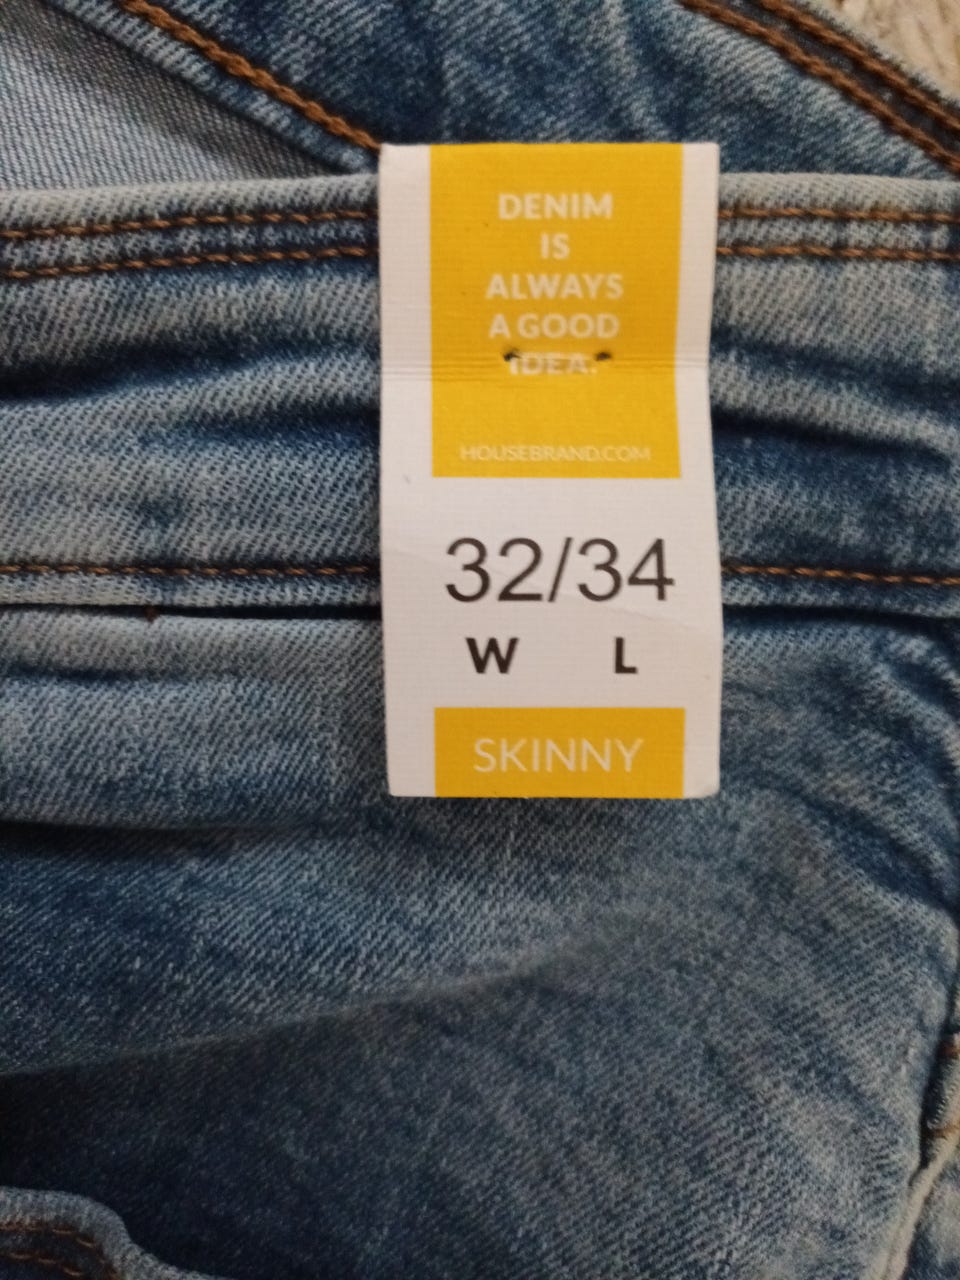 DENIM
IS
ALWAYS
A GOOD
IDEA.
HOUSEBRAND.COM
32/34
W L
SKINNY